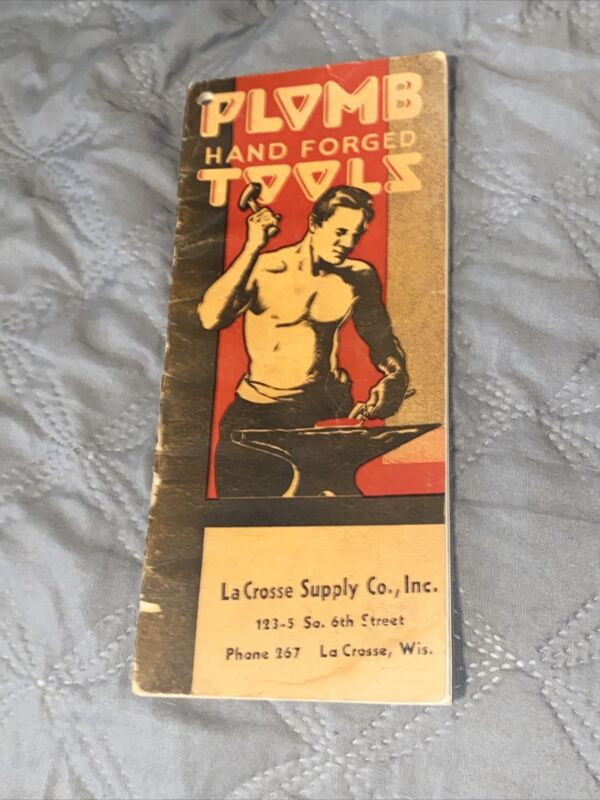 PLOMB
HAND FORGED
TOOLS
La Crosse Supply Co., Inc.
123-5 So. 6th Street
Phone 267 La Crosse, Wis.